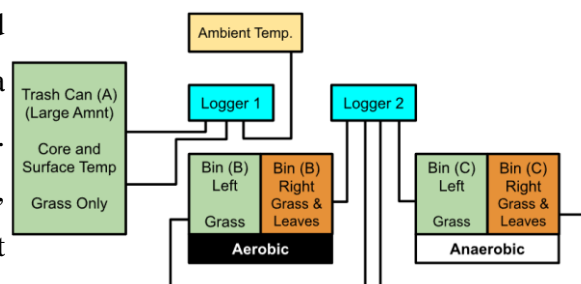 d
a
.
,
t
Ambient Temp.
Trash Can (A)
(Large Amnt)
Core and
Surface Temp
Grass Only
Logger 1
Logger 2
Bin (B)
Left
Grass
Bin (B)
Right
Grass &
Leaves
Aerobic
Bin (C)
Left
Grass
Bin (C)
Right
Grass &
Leaves
Anaerobic